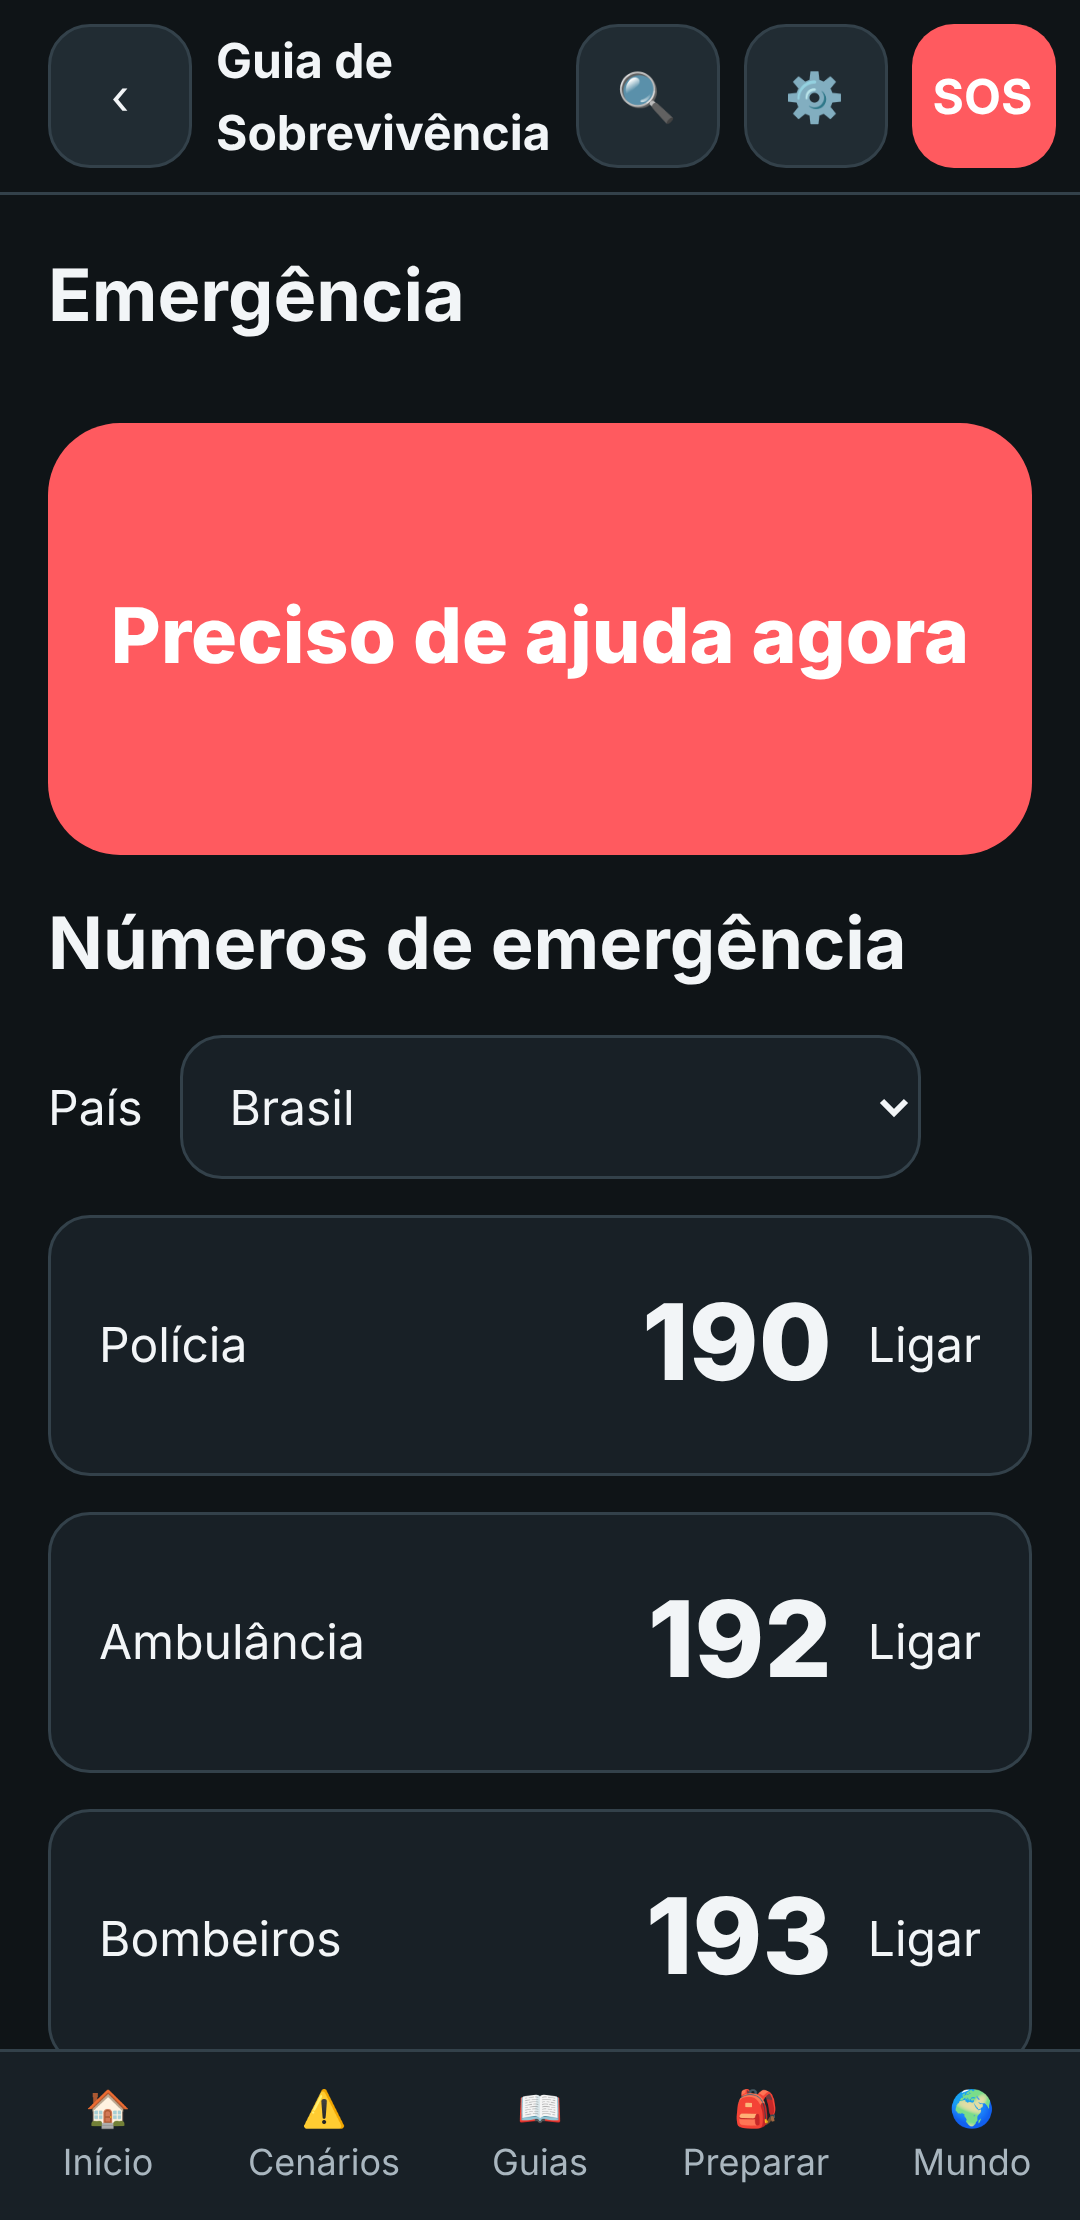 ‹
Guia de
Sobrevivência
SOS
Emergência
Preciso de ajuda agora
Números de emergência
País
Brasil
Polícia 190 Ligar
Ambulância 192 Ligar
Bombeiros 193 Ligar
Início Cenários Guias Preparar Mundo